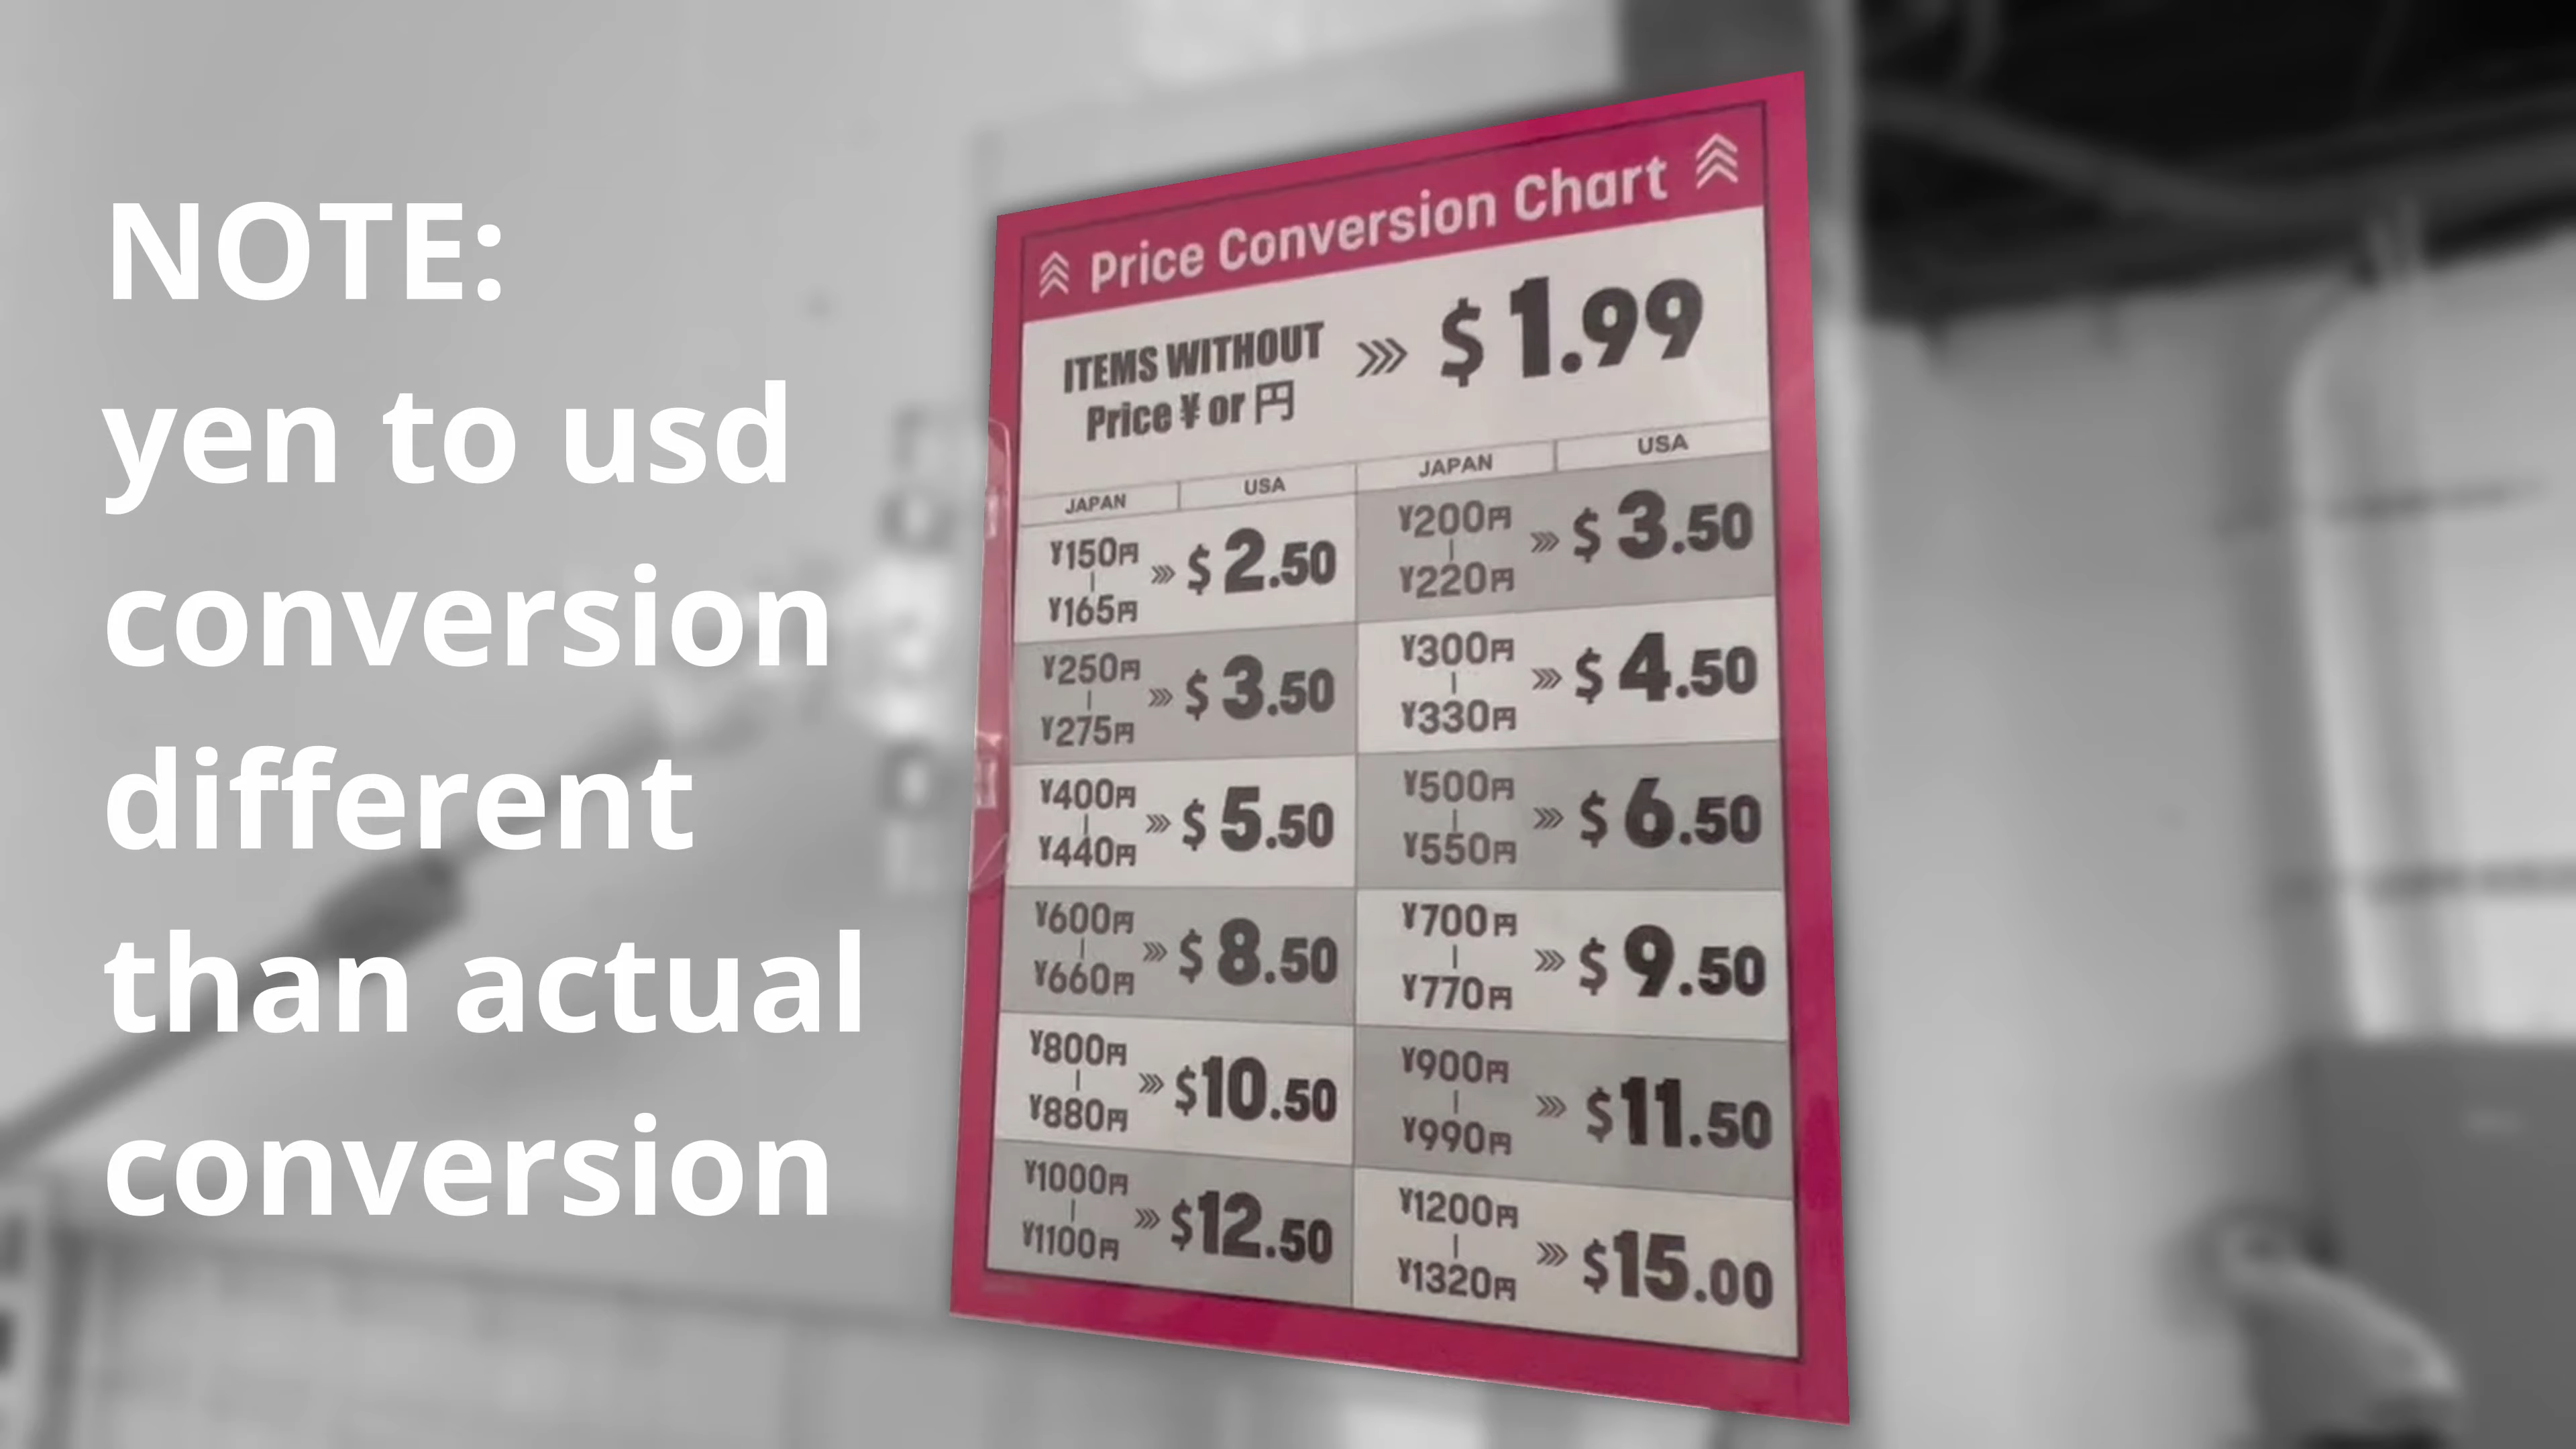 NOTE:
yen to usd
conversion
different
than actual
conversion
Price Conversion Chart
ITEMS WITHOUT
Price ¥ or 円
$1.99
JAPAN USA JAPAN USA
¥150円
¥165円
$2.50
¥200円
¥220円
$3.50
¥250円
¥275円
$3.50
¥300円
¥330円
$4.50
¥400円
¥440円
$5.50
¥500円
¥550円
$6.50
¥600円
¥660円
$8.50
¥700円
¥770円
$9.50
¥800円
¥880円
$10.50
¥900円
¥990円
$11.50
¥1000円
¥1100円
$12.50
¥1200円
¥1320円
$15.00